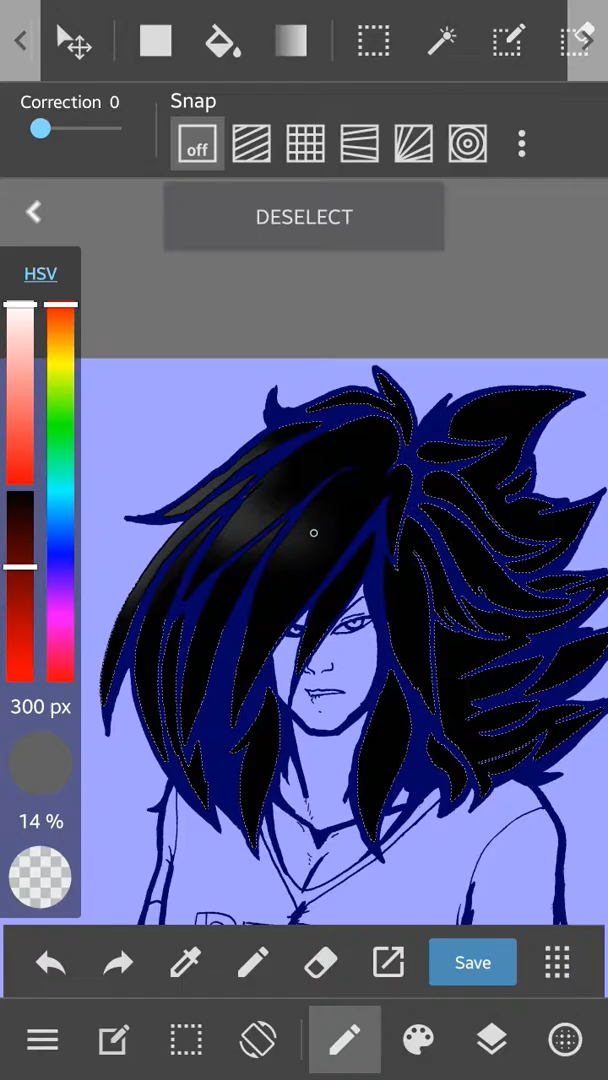 Correction 0
Snap
off
DESELECT
HSV
300 px
14 %
Save